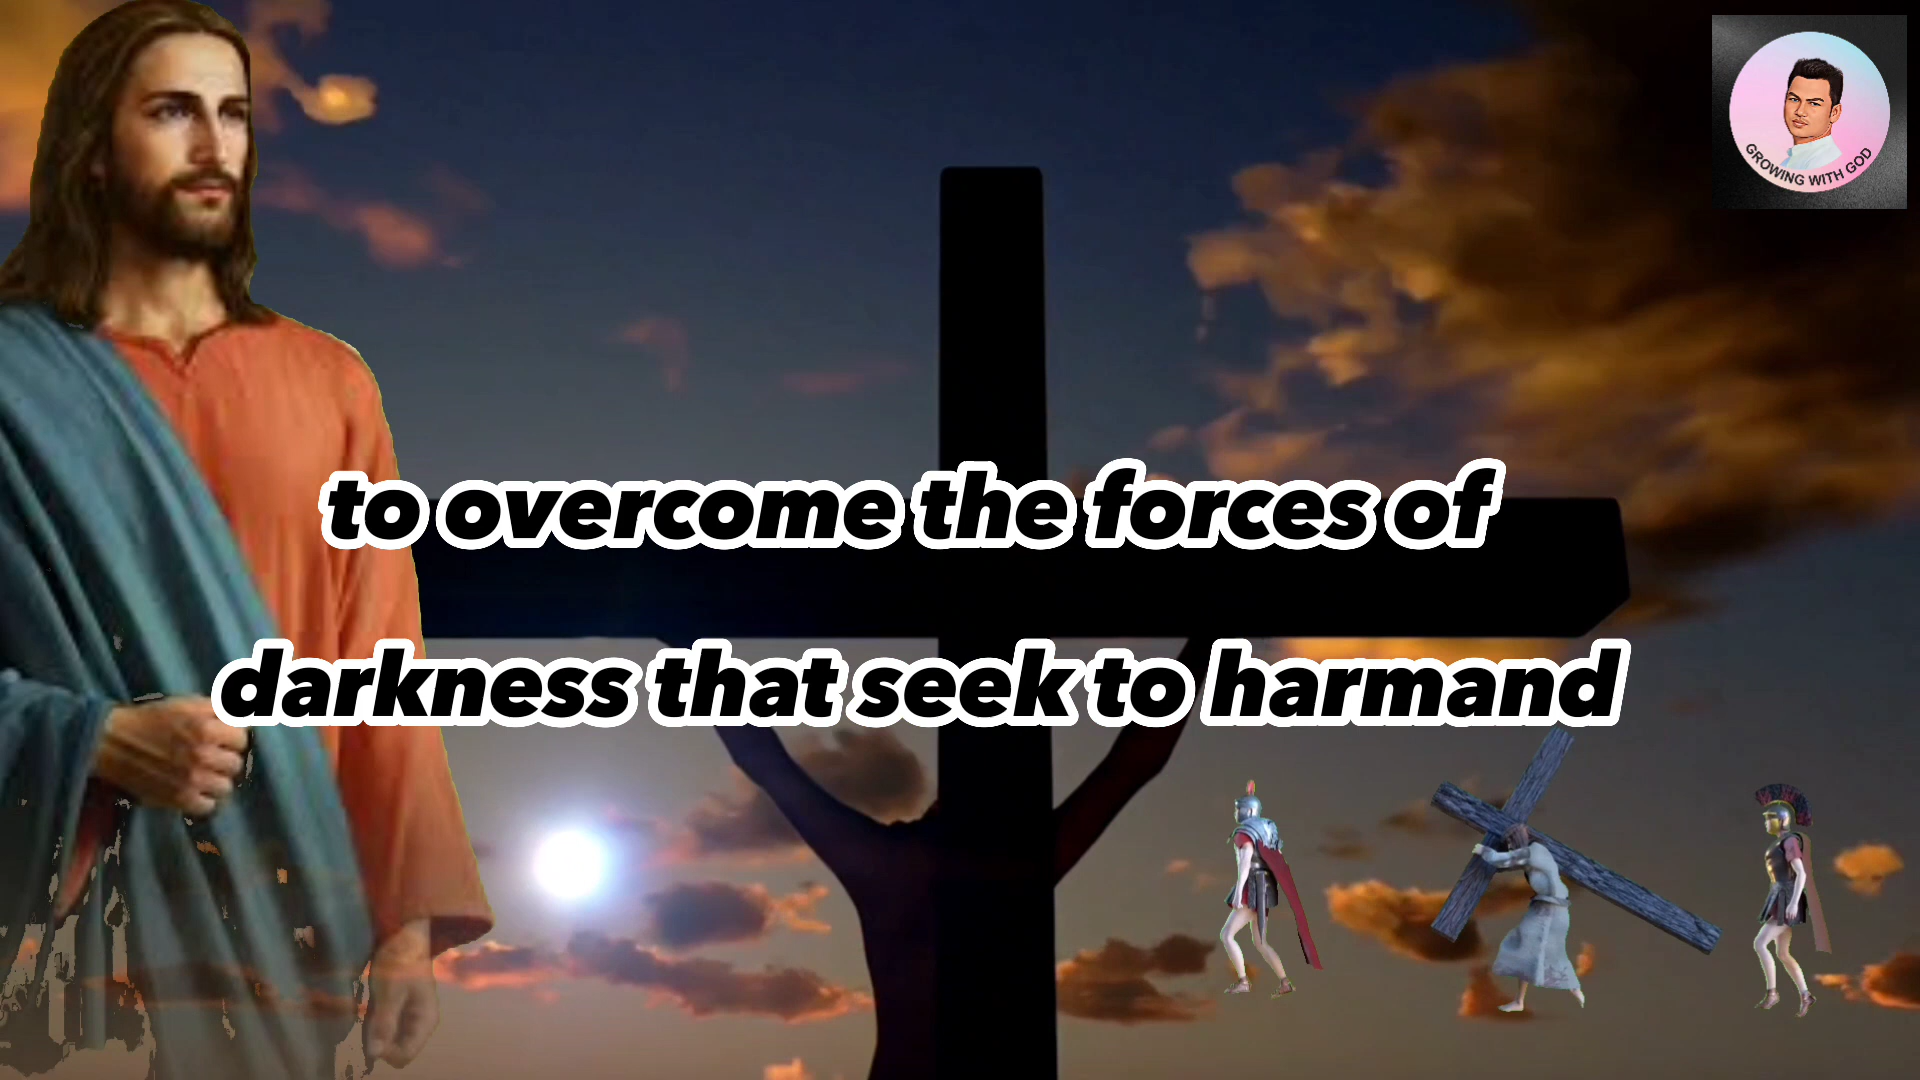 GROWING WITH GOD
to overcome the forces of
darkness that seek to harmand